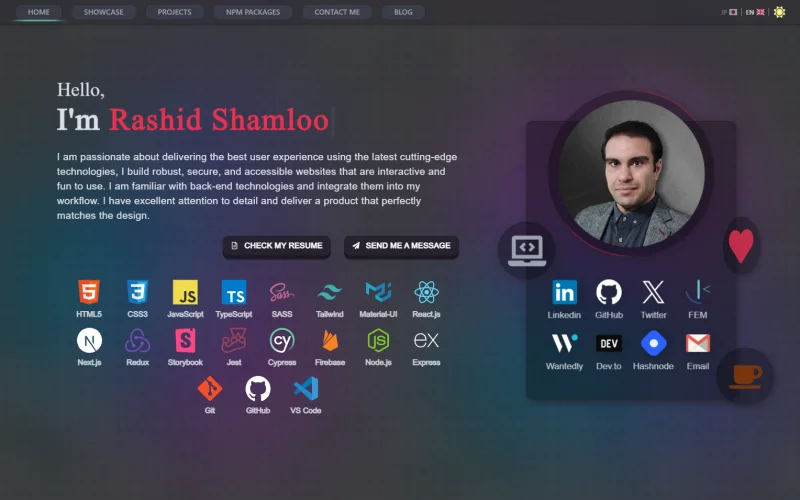 HOME SHOWCASE PROJECTS NPM PACKAGES CONTACT ME BLOG JP EN
Hello,
I'm Rashid Shamloo
I am passionate about delivering the best user experience using the latest cutting-edge
technologies, I build robust, secure, and accessible websites that are interactive and
fun to use. I am familiar with back-end technologies and integrate them into my
workflow. I have excellent attention to detail and deliver a product that perfectly
matches the design.
CHECK MY RESUME SEND ME A MESSAGE
HTML5 CSS3 JavaScript TypeScript SASS Tailwind Material-UI React.js
Next.js Redux Storybook Jest Cypress Firebase Node.js Express
Git GitHub VS Code
Linkedin GitHub Twitter FEM
Wantedly Dev.to Hashnode Email